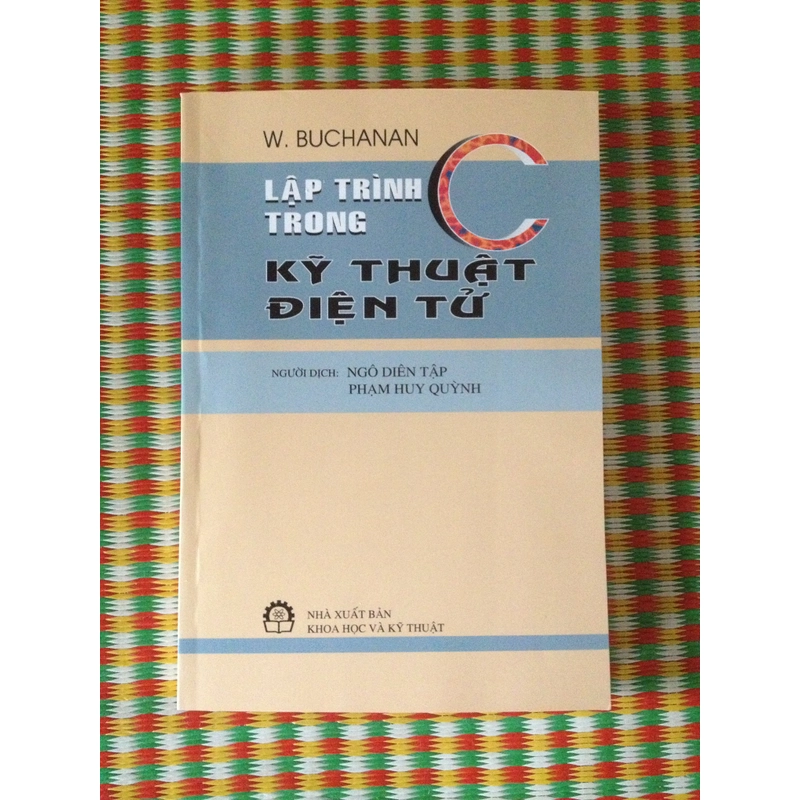 W. BUCHANAN
LẬP TRÌNH C
TRONG
KỸ THUẬT
ĐIỆN TỬ
NGƯỜI DỊCH: NGÔ DIÊN TẬP
PHẠM HUY QUỲNH
NHÀ XUẤT BẢN
KHOA HỌC VÀ KỸ THUẬT